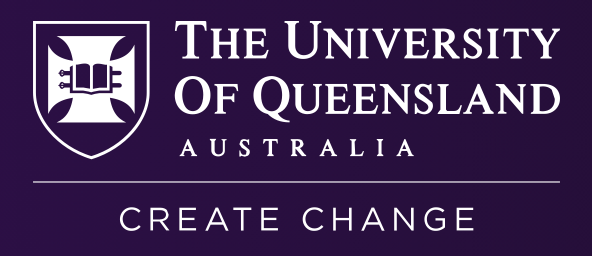 THE UNIVERSITY
OF QUEENSLAND
AUSTRALIA
CREATE CHANGE